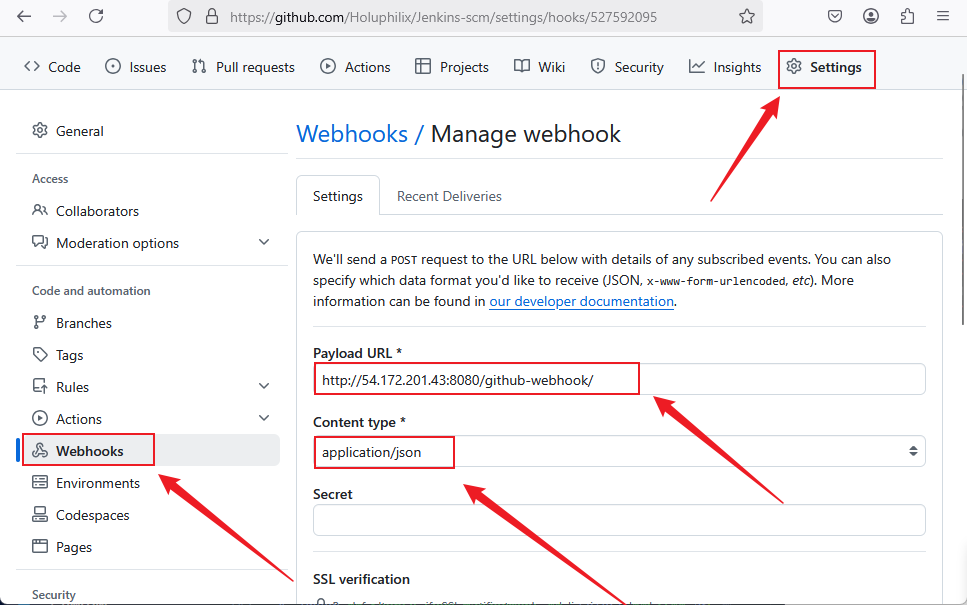 https://github.com/Holuphilix/Jenkins-scm/settings/hooks/527592095
Code Issues Pull requests Actions Projects Wiki Security Insights Settings
General
Access
Collaborators
Moderation options
Code and automation
Branches
Tags
Rules
Actions
Webhooks
Environments
Codespaces
Pages
Security
Webhooks / Manage webhook
Settings Recent Deliveries
We'll send a POST request to the URL below with details of any subscribed events. You can also
specify which data format you'd like to receive (JSON, x-www-form-urlencoded, etc). More
information can be found in our developer documentation.
Payload URL *
http://54.172.201.43:8080/github-webhook/
Content type *
application/json
Secret
SSL verification